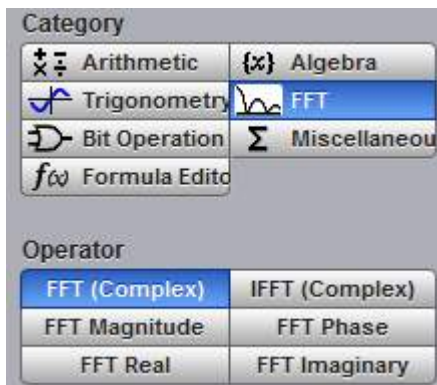 Category
Arithmetic {x} Algebra
Trigonometry FFT
Bit Operation Σ Miscellaneou
f(x) Formula Edito
Operator
FFT (Complex) IFFT (Complex)
FFT Magnitude FFT Phase
FFT Real FFT Imaginary